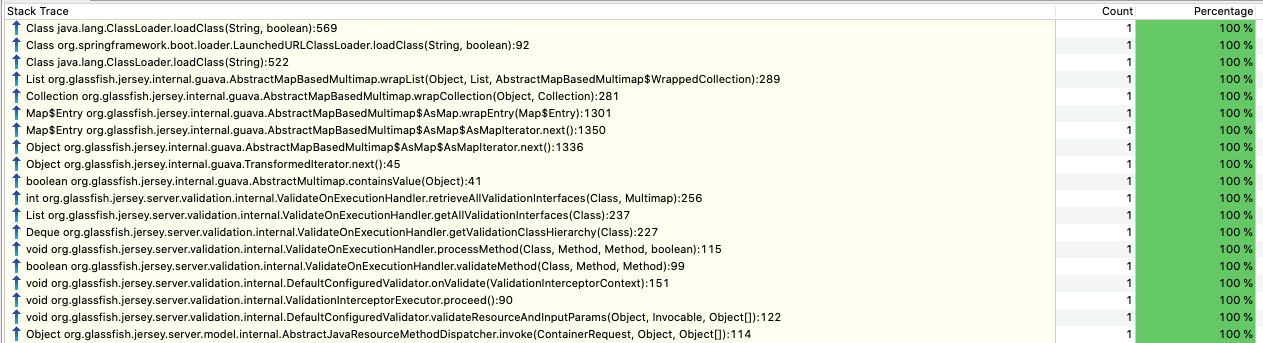 Stack Trace Count Percentage
Class java.lang.ClassLoader.loadClass(String, boolean):569 1 100 %
Class org.springframework.boot.loader.LaunchedURLClassLoader.loadClass(String, boolean):92 1 100 %
Class java.lang.ClassLoader.loadClass(String):522 1 100 %
List org.glassfish.jersey.internal.guava.AbstractMapBasedMultimap.wrapList(Object, List, AbstractMapBasedMultimap$WrappedCollection):289 1 100 %
Collection org.glassfish.jersey.internal.guava.AbstractMapBasedMultimap.wrapCollection(Object, Collection):281 1 100 %
Map$Entry org.glassfish.jersey.internal.guava.AbstractMapBasedMultimap$AsMap.wrapEntry(Map$Entry):1301 1 100 %
Map$Entry org.glassfish.jersey.internal.guava.AbstractMapBasedMultimap$AsMap$AsMapIterator.next():1350 1 100 %
Object org.glassfish.jersey.internal.guava.AbstractMapBasedMultimap$AsMap$AsMapIterator.next():1336 1 100 %
Object org.glassfish.jersey.internal.guava.TransformedIterator.next():45 1 100 %
boolean org.glassfish.jersey.internal.guava.AbstractMultimap.containsValue(Object):41 1 100 %
int org.glassfish.jersey.server.validation.internal.ValidateOnExecutionHandler.retrieveAllValidationInterfaces(Class, Multimap):256 1 100 %
List org.glassfish.jersey.server.validation.internal.ValidateOnExecutionHandler.getAllValidationInterfaces(Class):237 1 100 %
Deque org.glassfish.jersey.server.validation.internal.ValidateOnExecutionHandler.getValidationClassHierarchy(Class):227 1 100 %
void org.glassfish.jersey.server.validation.internal.ValidateOnExecutionHandler.processMethod(Class, Method, Method, boolean):115 1 100 %
boolean org.glassfish.jersey.server.validation.internal.ValidateOnExecutionHandler.validateMethod(Class, Method, Method):99 1 100 %
void org.glassfish.jersey.server.validation.internal.DefaultConfiguredValidator.onValidate(ValidationInterceptorContext):151 1 100 %
void org.glassfish.jersey.server.validation.internal.ValidationInterceptorExecutor.proceed():90 1 100 %
void org.glassfish.jersey.server.validation.internal.DefaultConfiguredValidator.validateResourceAndInputParams(Object, Invocable, Object[]):122 1 100 %
Object org.glassfish.jersey.server.model.internal.AbstractJavaResourceMethodDispatcher.invoke(ContainerRequest, Object, Object[]):114 1 100 %